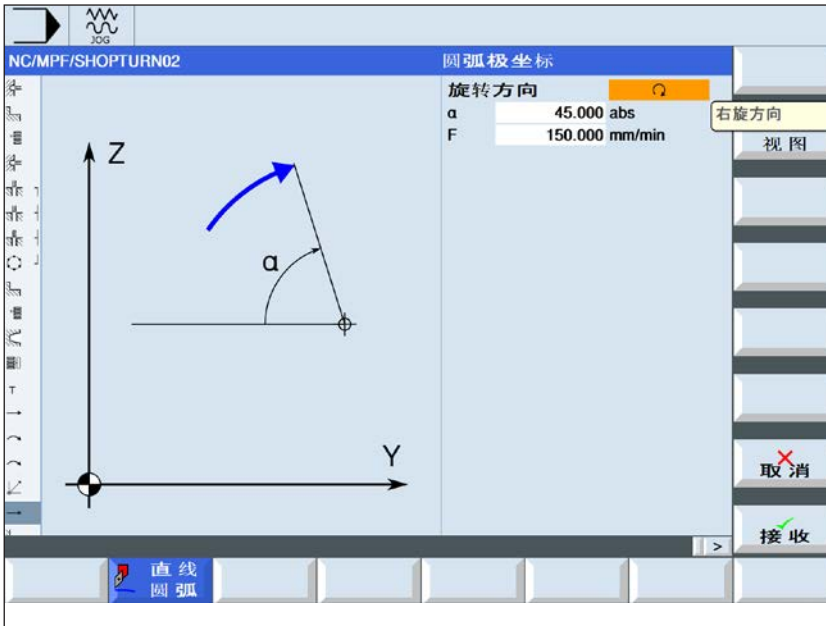 JOG
NC/MPF/SHOPTURN02
圆弧极坐标
旋转方向
α 45.000 abs
F 150.000 mm/min
右旋方向
视图
Z
α
Y
T
取消
接收
>
直线
圆弧